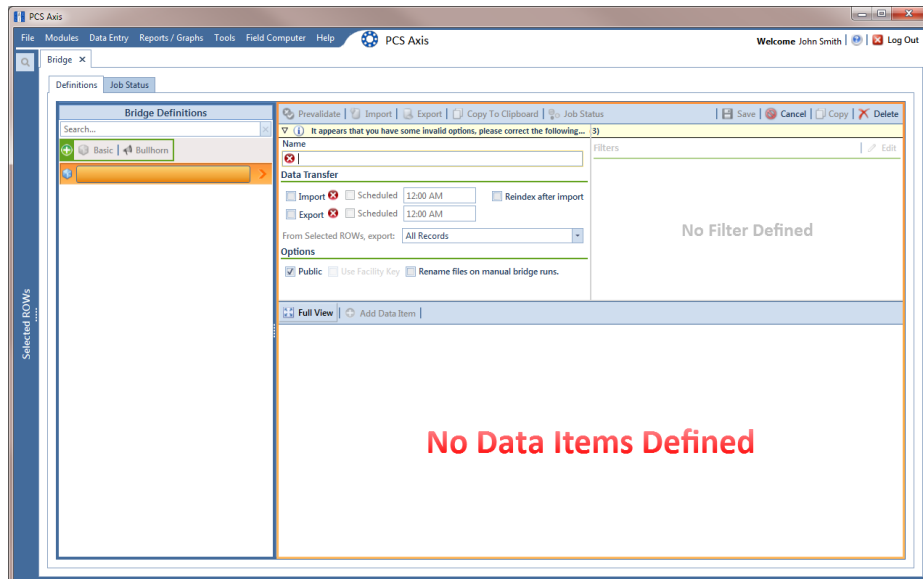 PCS Axis
File Modules Data Entry Reports / Graphs Tools Field Computer Help PCS Axis Welcome John Smith | Log Out
Bridge
Definitions Job Status
Selected ROWs
Bridge Definitions
Search...
Basic | Bullhorn
Prevalidate | Import | Export | Copy To Clipboard | Job Status | Save | Cancel | Copy | Delete
It appears that you have some invalid options, please correct the following... 3)
Name
Filters | Edit
Data Transfer
Import Scheduled 12:00 AM Reindex after import
Export Scheduled 12:00 AM
From Selected ROWs, export: All Records
No Filter Defined
Options
Public Use Facility Key Rename files on manual bridge runs.
Full View | Add Data Item |
No Data Items Defined